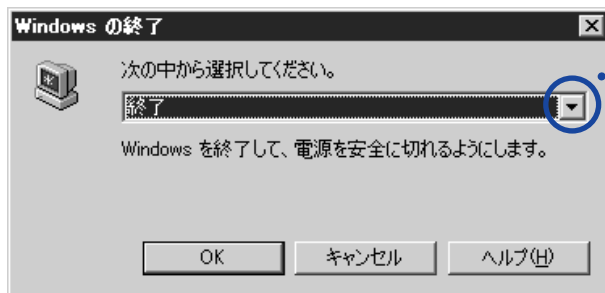 Windows の終了
次の中から選択してください。
終了
Windows を終了して、電源を安全に切れるようにします。
OK
キャンセル
ヘルプ(H)